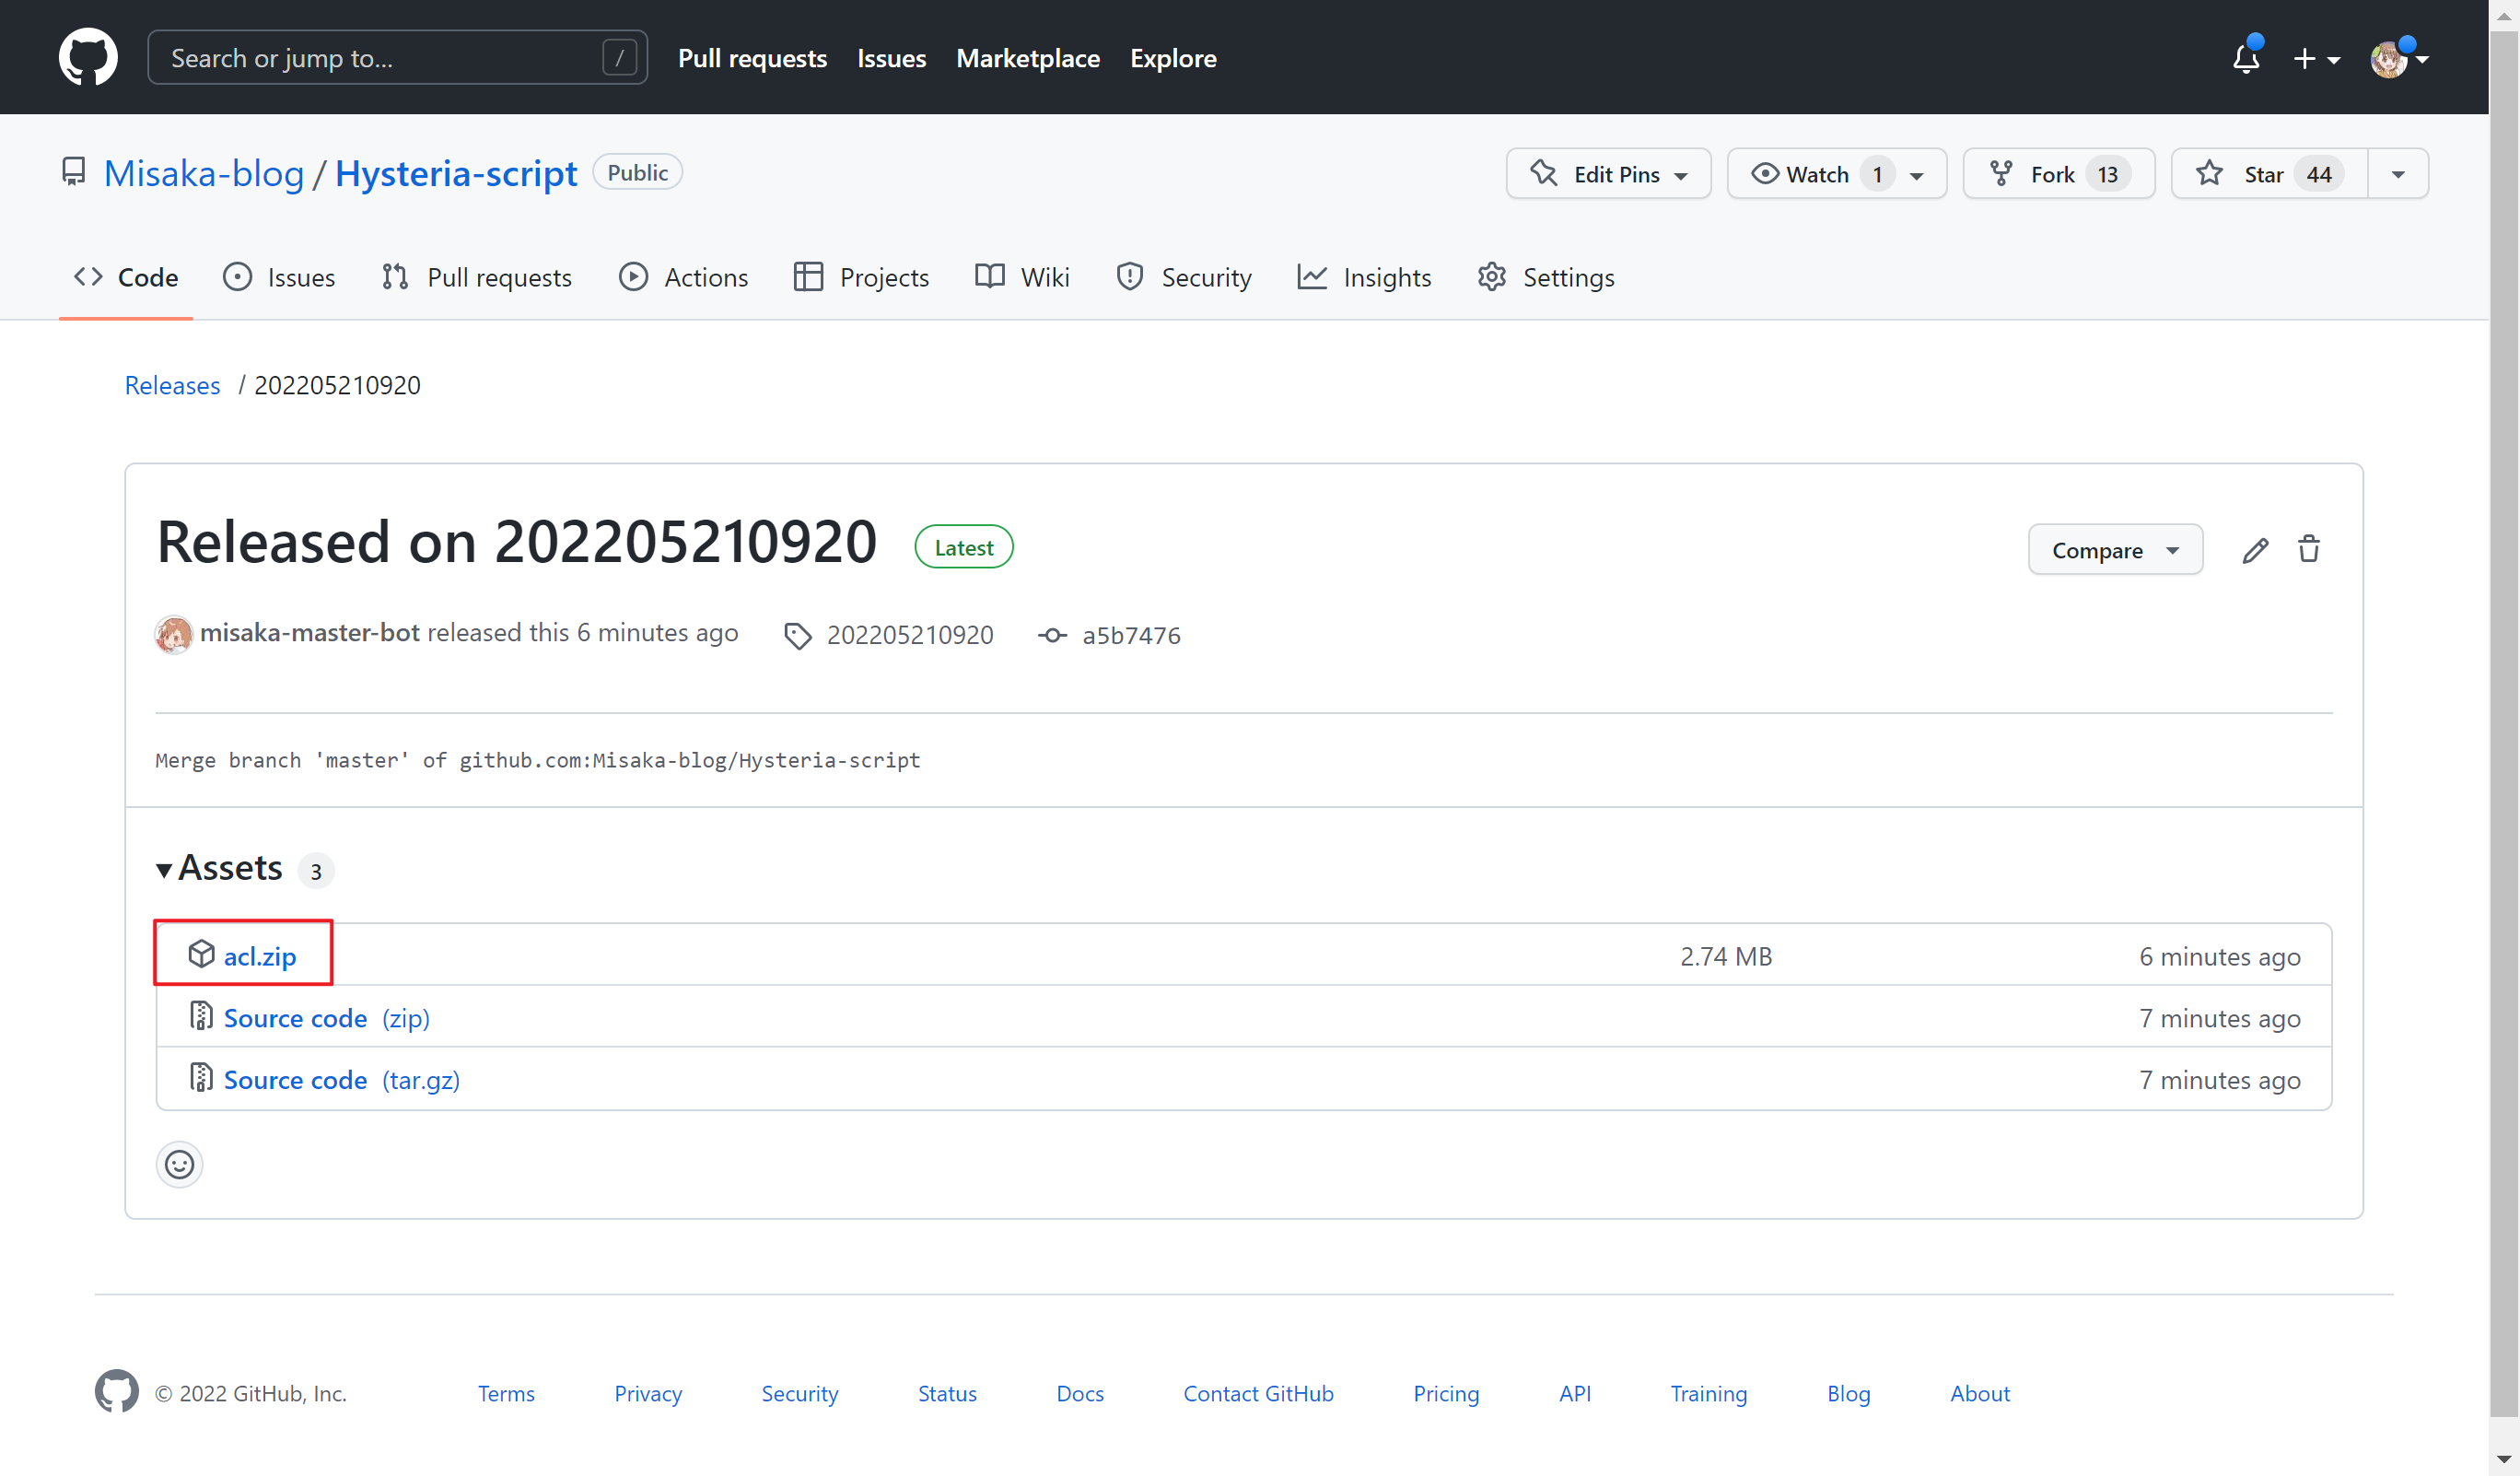 Search or jump to... / Pull requests Issues Marketplace Explore
Misaka-blog / Hysteria-script Public Edit Pins Watch 1 Fork 13 Star 44
Code Issues Pull requests Actions Projects Wiki Security Insights Settings
Releases / 202205210920
Released on 202205210920 Latest Compare
misaka-master-bot released this 6 minutes ago 202205210920 a5b7476
Merge branch 'master' of github.com:Misaka-blog/Hysteria-script
Assets 3
acl.zip 2.74 MB 6 minutes ago
Source code (zip) 7 minutes ago
Source code (tar.gz) 7 minutes ago
© 2022 GitHub, Inc. Terms Privacy Security Status Docs Contact GitHub Pricing API Training Blog About